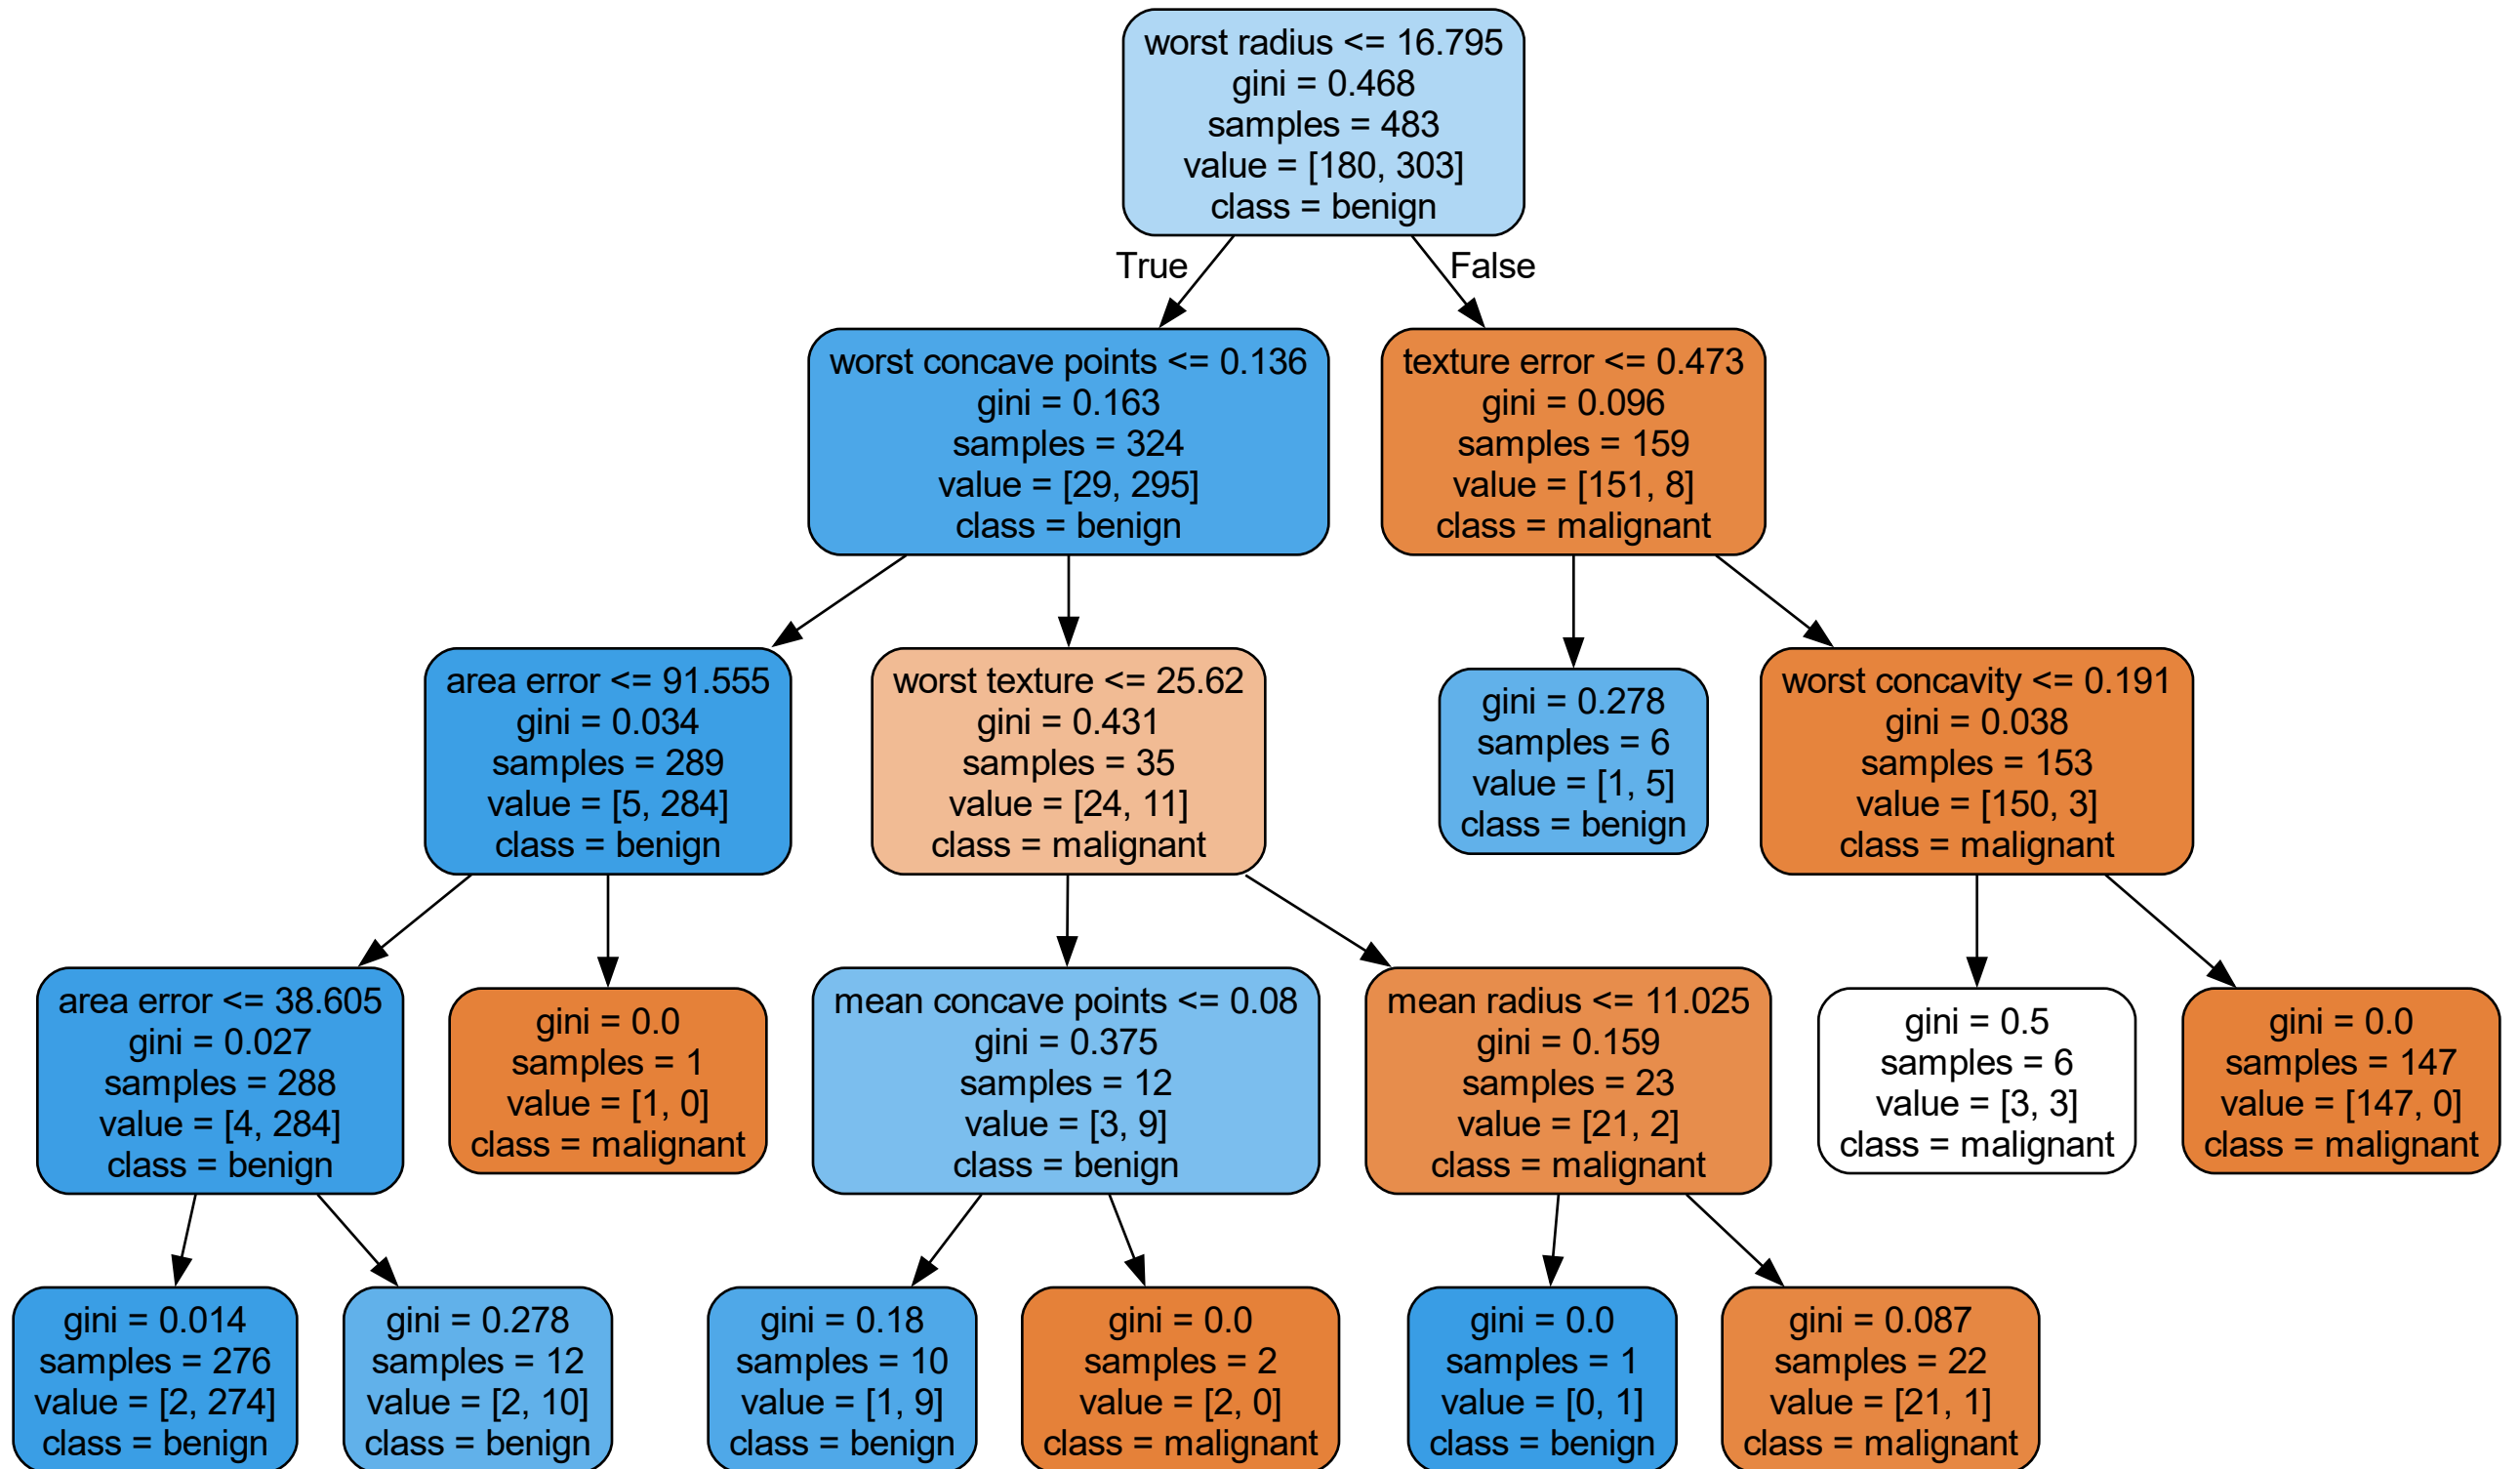 worst radius <= 16.795
gini = 0.468
samples = 483
value = [180, 303]
class = benign
True
False
worst concave points <= 0.136
gini = 0.163
samples = 324
value = [29, 295]
class = benign
texture error <= 0.473
gini = 0.096
samples = 159
value = [151, 8]
class = malignant
area error <= 91.555
gini = 0.034
samples = 289
value = [5, 284]
class = benign
worst texture <= 25.62
gini = 0.431
samples = 35
value = [24, 11]
class = malignant
gini = 0.278
samples = 6
value = [1, 5]
class = benign
worst concavity <= 0.191
gini = 0.038
samples = 153
value = [150, 3]
class = malignant
area error <= 38.605
gini = 0.027
samples = 288
value = [4, 284]
class = benign
gini = 0.0
samples = 1
value = [1, 0]
class = malignant
mean concave points <= 0.08
gini = 0.375
samples = 12
value = [3, 9]
class = benign
mean radius <= 11.025
gini = 0.159
samples = 23
value = [21, 2]
class = malignant
gini = 0.5
samples = 6
value = [3, 3]
class = malignant
gini = 0.0
samples = 147
value = [147, 0]
class = malignant
gini = 0.014
samples = 276
value = [2, 274]
class = benign
gini = 0.278
samples = 12
value = [2, 10]
class = benign
gini = 0.18
samples = 10
value = [1, 9]
class = benign
gini = 0.0
samples = 2
value = [2, 0]
class = malignant
gini = 0.0
samples = 1
value = [0, 1]
class = benign
gini = 0.087
samples = 22
value = [21, 1]
class = malignant